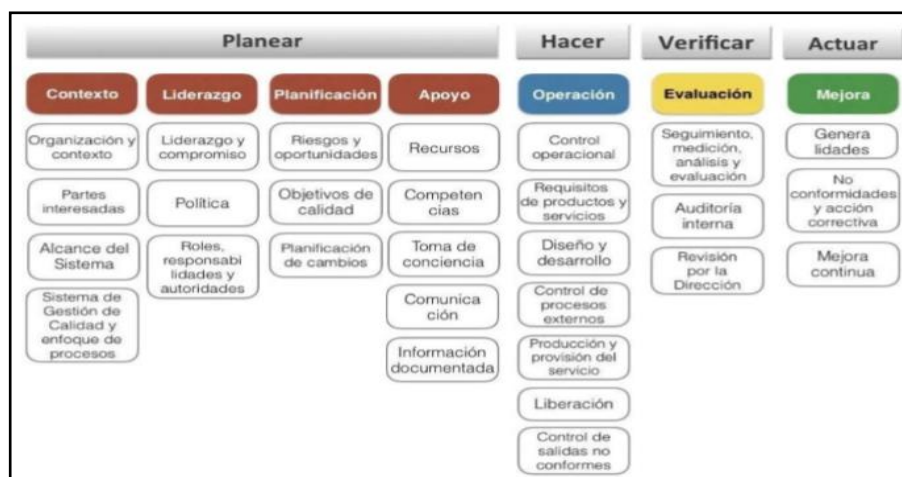 Planear
Hacer
Verificar
Actuar
Contexto
Liderazgo
Planificación
Apoyo
Operación
Evaluación
Mejora
Organización y
contexto
Partes
interesadas
Alcance del
Sistema
Sistema de
Gestión de
Calidad y
enfoque de
procesos
Liderazgo y
compromiso
Política
Roles,
responsabi
lidades y
autoridades
Riesgos y
oportunidades
Objetivos de
calidad
Planificación
de cambios
Recursos
Competen
cias
Toma de
conciencia
Comunica
ción
Información
documentada
Control
operacional
Requisitos
de productos y
servicios
Diseño y
desarrollo
Control de
procesos
externos
Producción y
provisión del
servicio
Liberación
Control de
salidas no
conformes
Seguimiento,
medición,
análisis y
evaluación
Auditoría
interna
Revisión
por la
Dirección
Genera
lidades
No
conformidades
y acción
correctiva
Mejora
continua